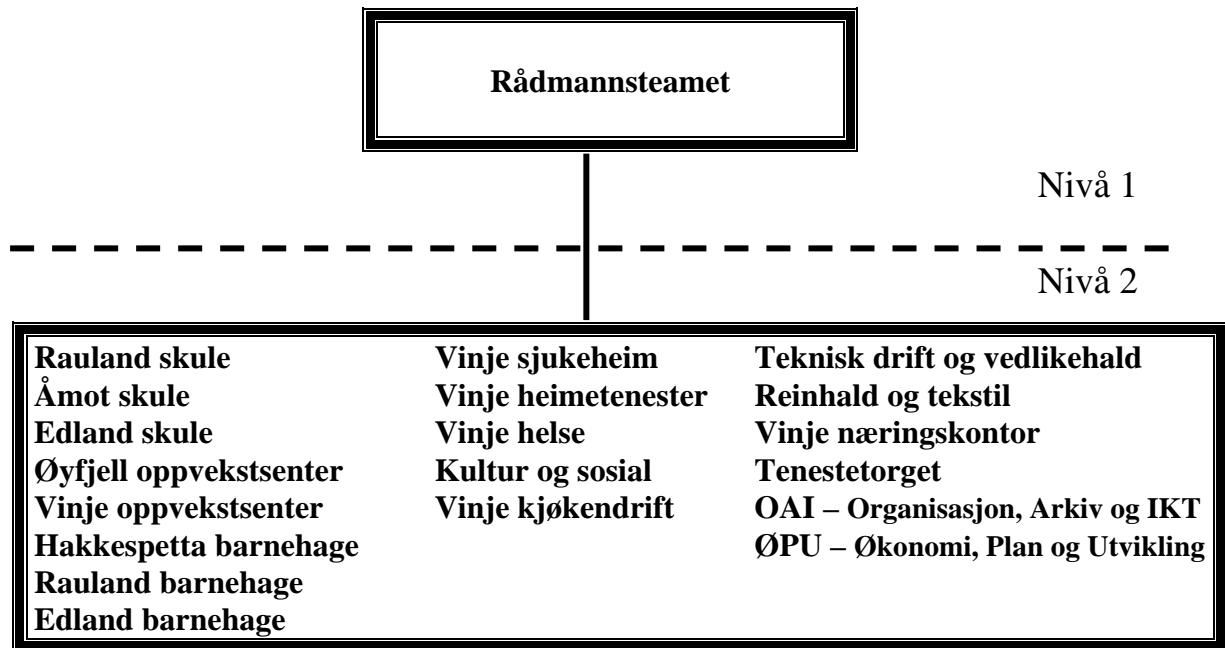 Rådmannsteamet
Nivå 1
Nivå 2
Rauland skule
Åmot skule
Edland skule
Øyfjell oppvekstsenter
Vinje oppvekstsenter
Hakkespetta barnehage
Rauland barnehage
Edland barnehage
Vinje sjukeheim
Vinje heimetenester
Vinje helse
Kultur og sosial
Vinje kjøkendrift
Teknisk drift og vedlikehald
Reinhald og tekstil
Vinje næringskontor
Tenestetorget
OAI – Organisasjon, Arkiv og IKT
ØPU – Økonomi, Plan og Utvikling